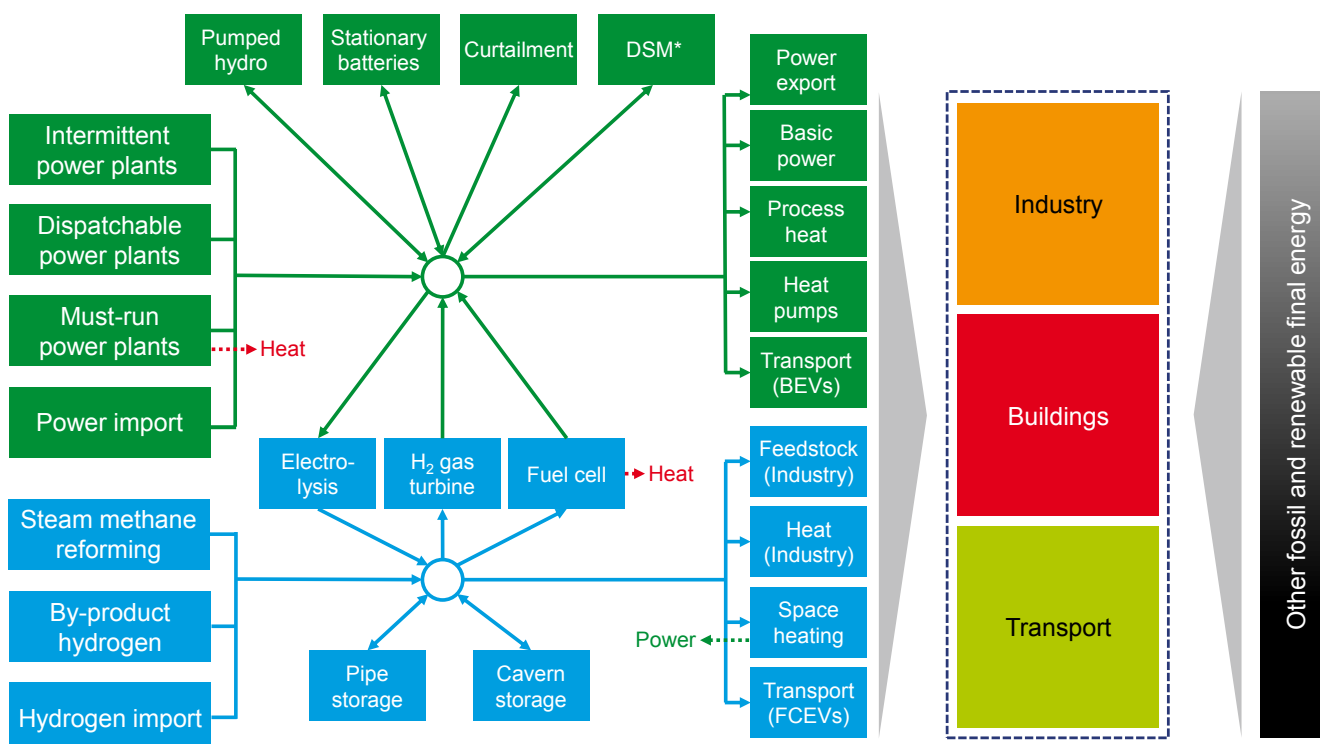 Pumped
hydro
Stationary
batteries
Curtailment
DSM*
Power
export
Intermittent
power plants
Basic
power
Dispatchable
power plants
Process
heat
Must-run
power plants
Heat
Heat
pumps
Power import
Transport
(BEVs)
Electro-
lysis
H₂ gas
turbine
Fuel cell
Heat
Feedstock
(Industry)
Steam methane
reforming
Heat
(Industry)
By-product
hydrogen
Power
Space
heating
Hydrogen import
Pipe
storage
Cavern
storage
Transport
(FCEVs)
Industry
Buildings
Transport
Other fossil and renewable final energy